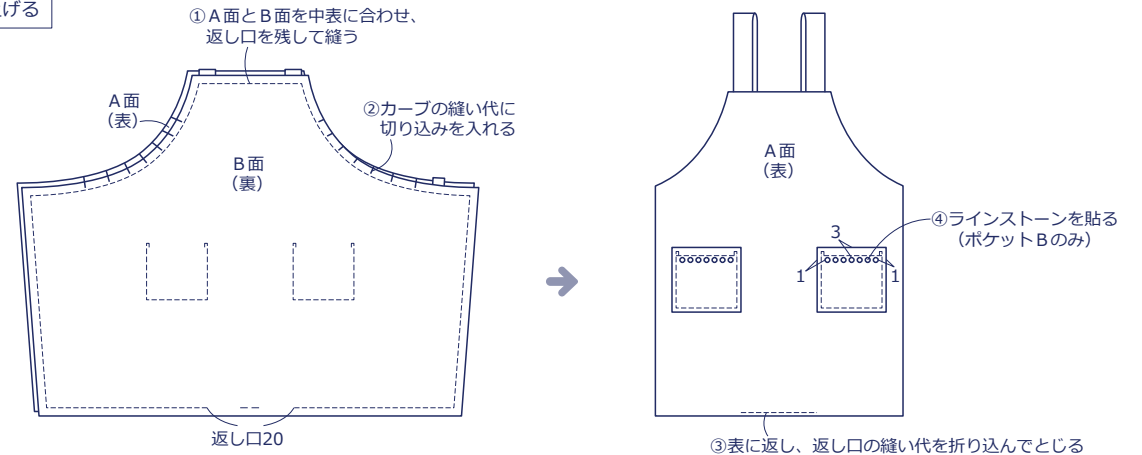 げる
①A面とB面を中表に合わせ、
返し口を残して縫う
A面
（表）
②カーブの縫い代に
切り込みを入れる
B面
（裏）
返し口20
A面
（表）
④ラインストーンを貼る
（ポケットBのみ）
3
1
1
③表に返し、返し口の縫い代を折り込んでとじる